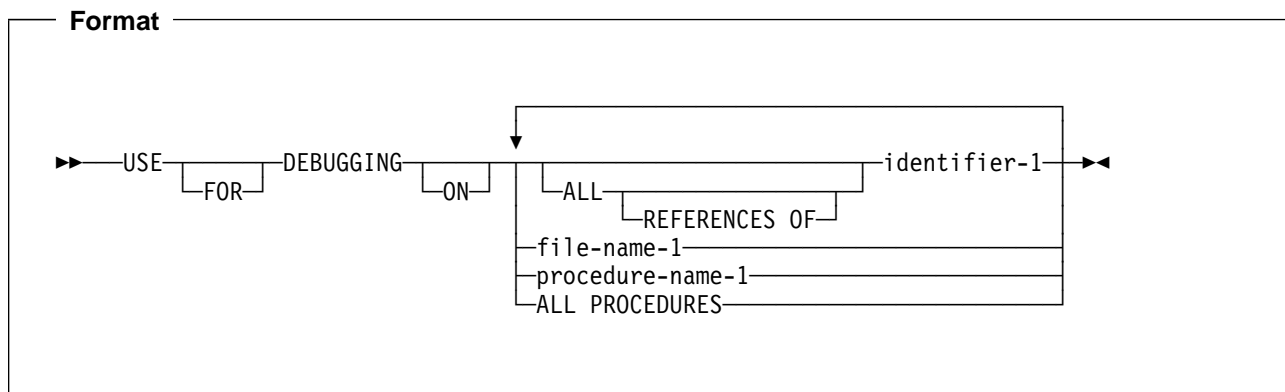 Format
USE DEBUGGING identifier-1
FOR ON ALL
REFERENCES OF
file-name-1
procedure-name-1
ALL PROCEDURES